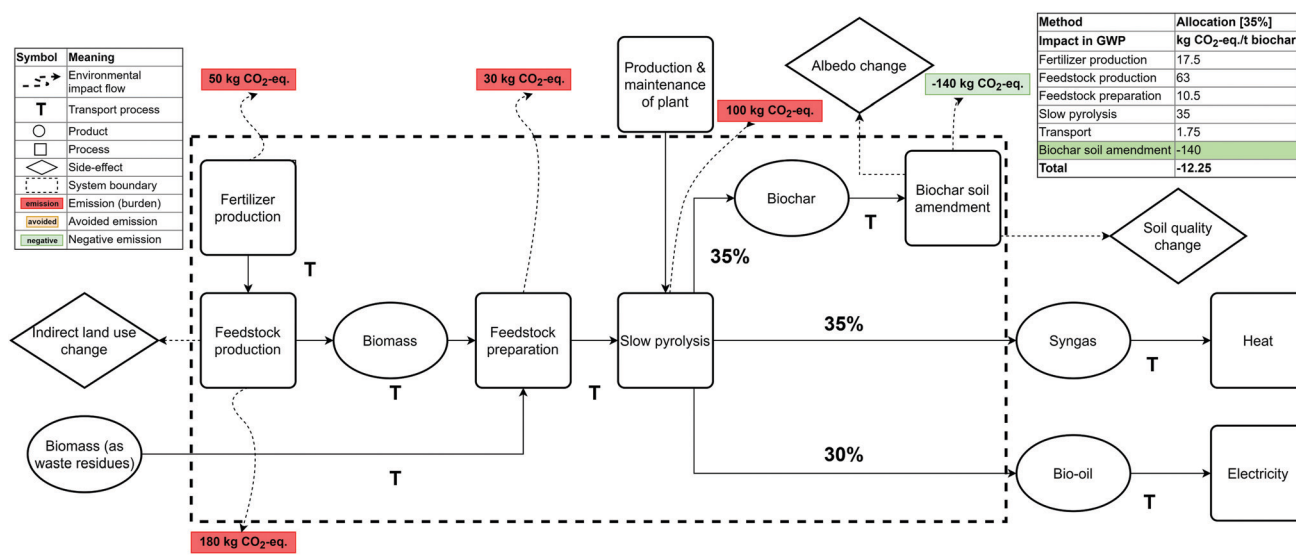 Symbol Meaning
Environmental
impact flow
T Transport process
Product
Process
Side-effect
System boundary
emission Emission (burden)
avoided Avoided emission
negative Negative emission
50 kg CO₂-eq.
30 kg CO₂-eq.
Production &
maintenance
of plant
100 kg CO₂-eq.
Albedo change
-140 kg CO₂-eq.
Method Allocation [35%]
Impact in GWP kg CO₂-eq./t biochar
Fertilizer production 17.5
Feedstock production 63
Feedstock preparation 10.5
Slow pyrolysis 35
Transport 1.75
Biochar soil amendment -140
Total -12.25
Fertilizer
production
T
Biochar
T
Biochar soil
amendment
Soil quality
change
35%
Indirect land use
change
Feedstock
production
Biomass
T
Feedstock
preparation
T
Slow pyrolysis
35%
Syngas
T
Heat
Biomass (as
waste residues)
T
30%
Bio-oil
T
Electricity
180 kg CO₂-eq.